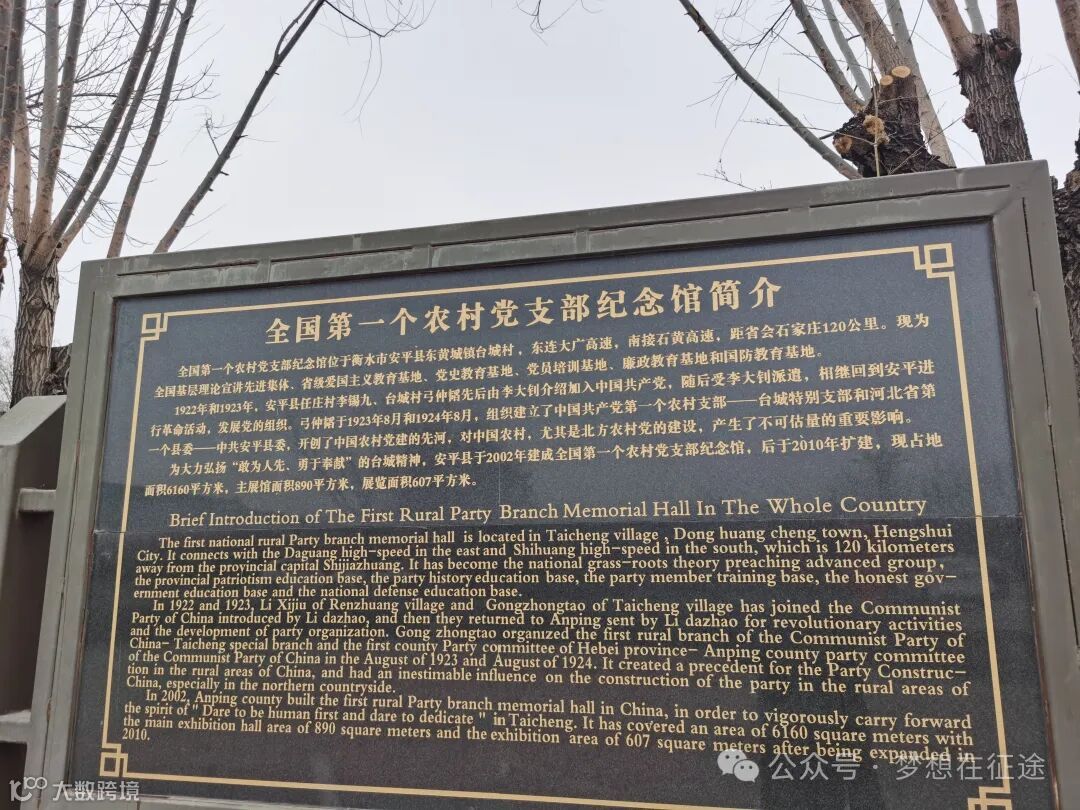 全国第一个农村党支部纪念馆简介
全国第一个农村党支部纪念馆位于衡水市安平县东黄城镇台城村，东连大广高速，南接石黄高速，距省会石家庄120公里。现为
全国基层理论宣讲先进集体、省级爱国主义教育基地、党史教育基地、党员培训基地、廉政教育基地和国防教育基地。
1922年和1923年，安平县任庄村李锡九、台城村弓仲韬先后由李大钊介绍加入中国共产党，随后受李大钊派遣，相继回到安平进
行革命活动，发展党的组织。弓仲韬于1923年8月和1924年8月，组织建立了中国共产党第一个农村支部——台城特别支部和河北省第
一个县委——中共安平县委，开创了中国农村党建的先河，对中国农村，尤其是北方农村党的建设，产生了不可估量的重要影响。
为大力弘扬“敢为人先、勇于奉献”的台城精神，安平县于2002年建成全国第一个农村党支部纪念馆，后于2010年扩建，现占地
面积6160平方米，主展馆面积890平方米，展览面积607平方米。
Brief Introduction of The First Rural Party Branch Memorial Hall In The Whole Country
The first national rural Party branch memorial hall is located in Taicheng village , Dong huang cheng town, Hengshui
City. It connects with the Daguang high-speed in the east and Shihuang high-speed in the south, which is 120 kilometers
away from the provincial capital Shijiazhuang. It has become the national grass-roots theory preaching advanced group,
the provincial patriotism education base, the party history education base, the party member training base, the honest gov-
ernment education base and the national defense education base.
In 1922 and 1923, Li Xijiu of Renzhuang village and Gongzhongtao of Taicheng village has joined the Communist
Party of China introduced by Li dazhao, and then they returned to Anping sent by Li dazhao for revolutionary activities
and the development of party organization. Gong zhongtao organized the first rural branch of the Communist Party of
China- Taicheng special branch and the first county Party committee of Hebei province- Anping county party committee
of the Communist Party of China in the August of 1923 and August of 1924. It created a precedent for the Party Construc-
tion in the rural areas of China, and had an inestimable influence on the construction of the party in the rural areas of
China, especially in the northern countryside.
In 2002, Anping county built the first rural Party branch memorial hall in China, in order to vigorously carry forward
the spirit of " Dare to be human first and dare to dedicate " in Taicheng. It has covered an area of 6160 square meters with
the main exhibition hall area of 890 square meters and the exhibition area of 607 square meters after being expanded in
2010.
公众号 · 梦想在征途
大数跨境